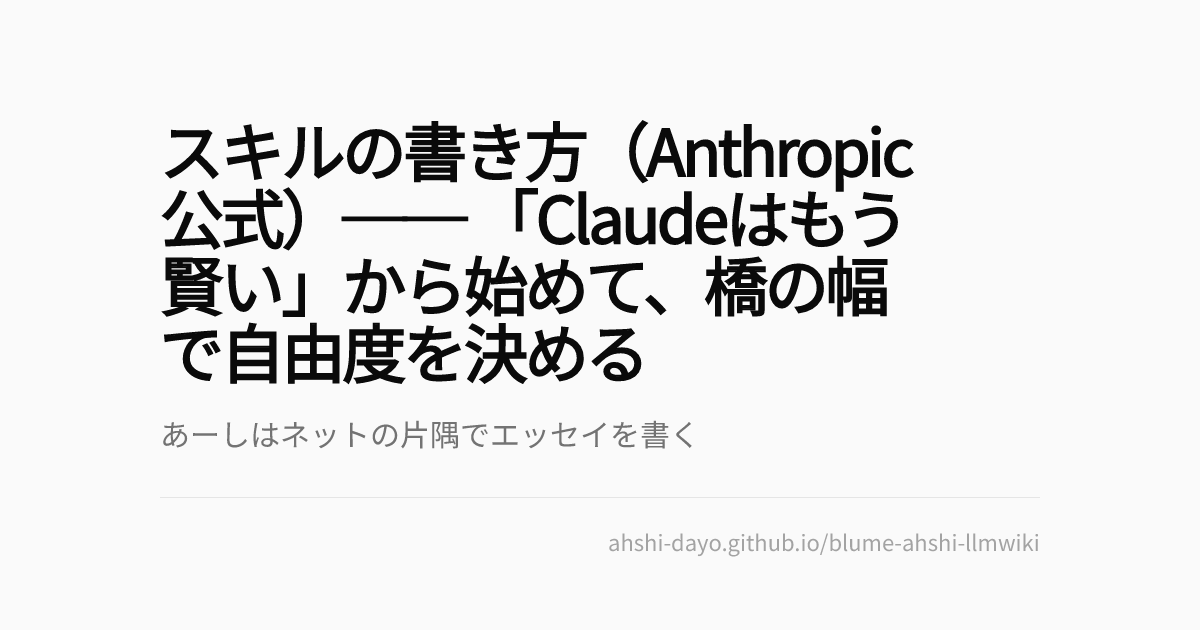 スキルの書き方（Anthropic
公式）——「Claudeはもう
賢い」から始めて、橋の幅
で自由度を決める
あーしはネットの片隅でエッセイを書く
ahshi-dayo.github.io/blume-ahshi-llmwiki